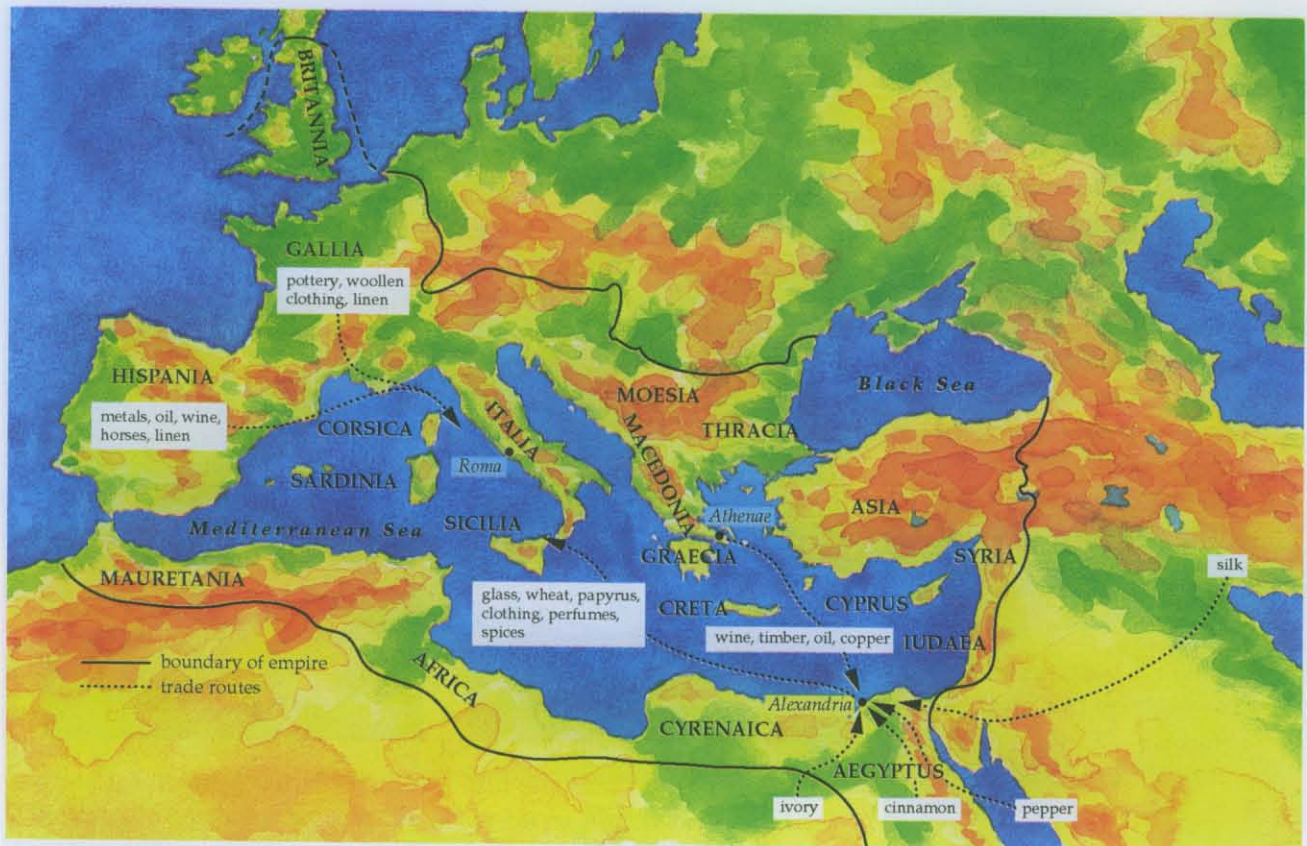 BRITANNIA
GALLIA
pottery, woollen
clothing, linen
HISPANIA
metals, oil, wine,
horses, linen
CORSICA
ITALIA
Roma
SARDINIA
Mediterranean Sea
SICILIA
MOESIA
Black Sea
THRACIA
MACEDONIA
Athenae
GRAECIA
ASIA
SYRIA
silk
MAURETANIA
glass, wheat, papyrus,
clothing, perfumes,
spices
CRETA
CYPRUS
wine, timber, oil, copper
IUDAEA
boundary of empire
trade routes
AFRICA
Alexandria
CYRENAICA
AEGYPTUS
ivory
cinnamon
pepper